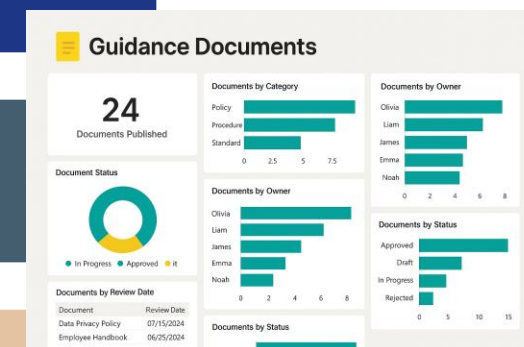 Guidance Documents
24
Documents Published
Document Status
In Progress Approved it
Documents by Review Date
Document Review Date
Data Privacy Policy 07/15/2024
Employee Handbook 06/25/2024
Documents by Category
Policy
Procedure
Standard
0 2.5 5 7.5
Documents by Owner
Olivia
Liam
James
Emma
Noah
0 2 4 6 8
Documents by Status
Documents by Owner
Olivia
Liam
James
Emma
Noah
0 2 4 6 8
Documents by Status
Approved
Draft
In Progress
Rejected
0 5 10 15